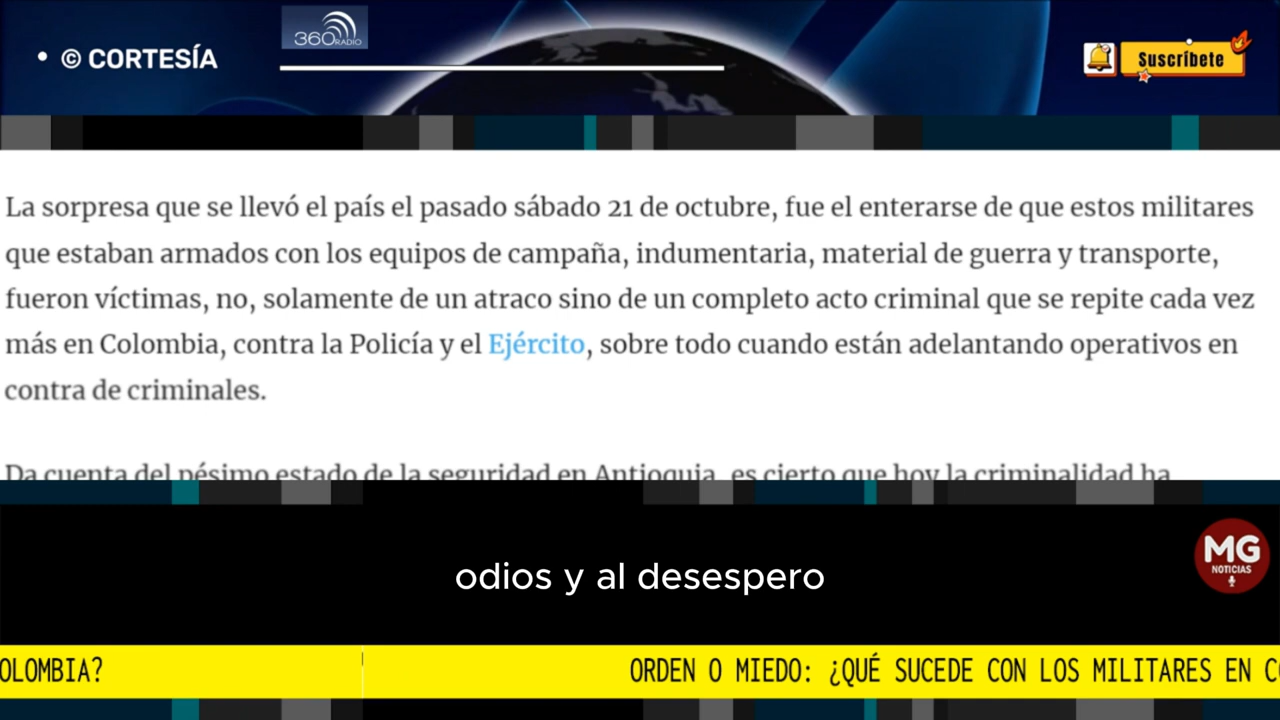 • © CORTESÍA
360RADIO
Suscríbete
La sorpresa que se llevó el país el pasado sábado 21 de octubre, fue el enterarse de que estos militares
que estaban armados con los equipos de campaña, indumentaria, material de guerra y transporte,
fueron víctimas, no, solamente de un atraco sino de un completo acto criminal que se repite cada vez
más en Colombia, contra la Policía y el Ejército, sobre todo cuando están adelantando operativos en
contra de criminales.
Da cuenta del pésimo estado de la seguridad en Antioquia, es cierto que hoy la criminalidad ha
odios y al desespero
MG
NOTICIAS
OLOMBIA?
ORDEN O MIEDO: ¿QUÉ SUCEDE CON LOS MILITARES EN C